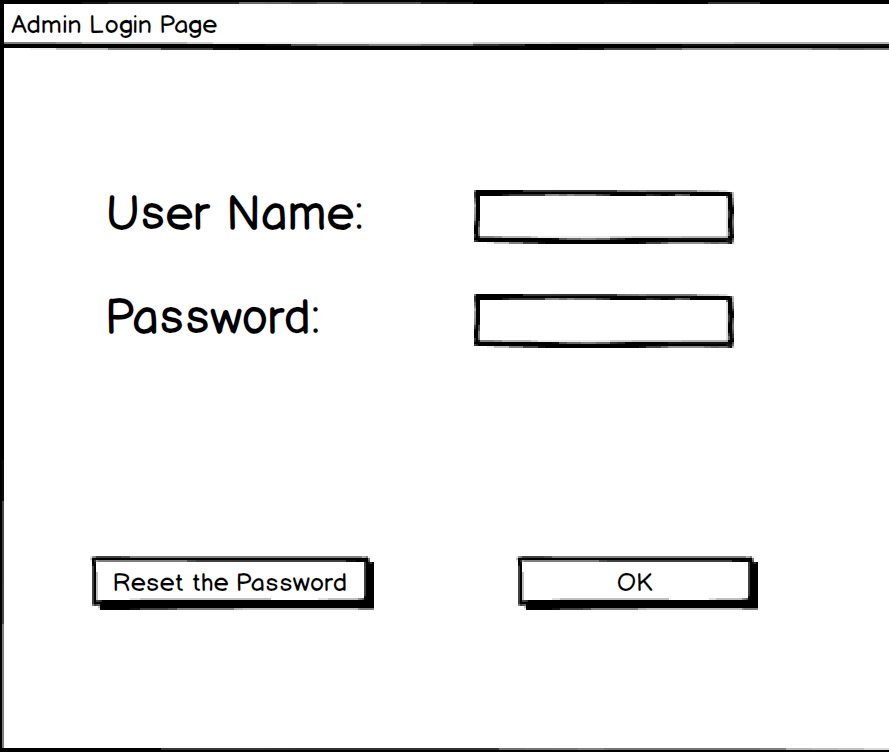 Admin Login Page
User Name:
Password:
Reset the Password
OK